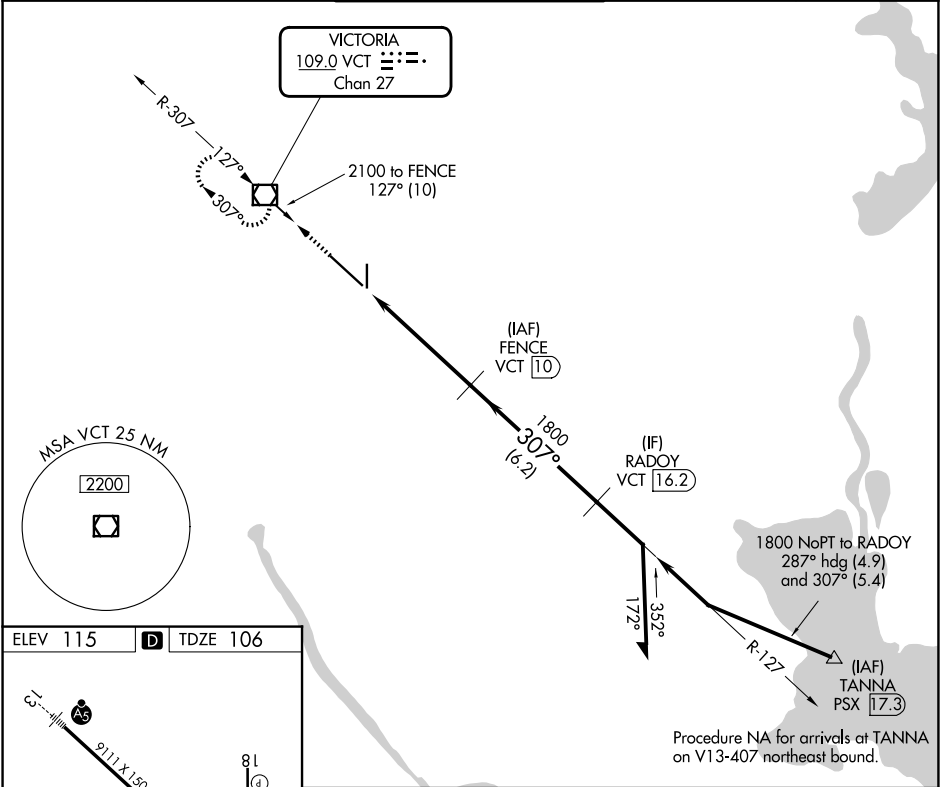 VICTORIA
109.0 VCT
Chan 27
R-307
127°
307°
2100 to FENCE
127° (10)
(IAF)
FENCE
VCT 10
1800
307°
(6.2)
(IF)
RADOY
VCT 16.2
MSA VCT 25 NM
2200
1800 NoPT to RADOY
287° hdg (4.9)
and 307° (5.4)
172°
352°
R-127
(IAF)
TANNA
PSX 17.3
Procedure NA for arrivals at TANNA
on V13-407 northeast bound.
ELEV 115 D TDZE 106
13
A5
9111 X 150
18
P